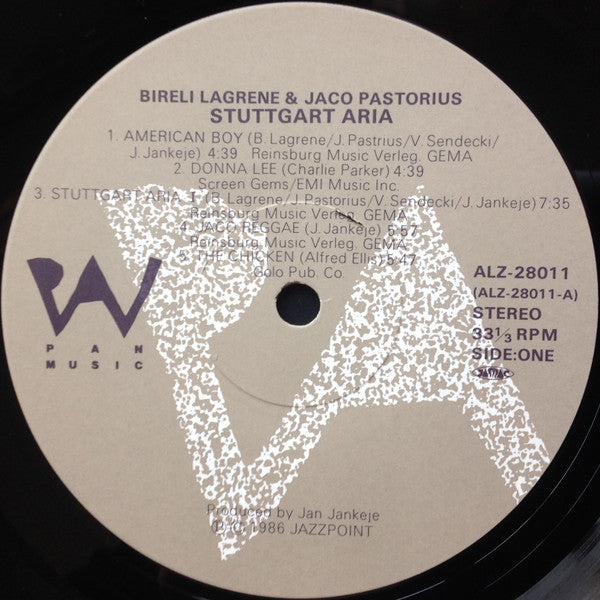 BIRELI LAGRENE & JACO PASTORIUS
STUTTGART ARIA
1. AMERICAN BOY (B. Lagrene/J. Pastrius/V. Sendecki/
J. Jankeje) 4:39 Reinsburg Music Verleg. GEMA
2. DONNA LEE (Charlie Parker) 4:39
Screen Gems/EMI Music Inc.
3. STUTTGART ARIA I (B. Lagrene/J. Pastorius/V. Sendecki/J. Jankeje) 7:35
Reinsburg Music Verleg. GEMA
4. JACO REGGAE (J. Jankeje) 5:57
Reinsburg Music Verleg. GEMA
5. THE CHICKEN (Alfred Ellis) 5:47
Golo Pub. Co.
PAN
PAN
MUSIC
ALZ-28011
(ALZ-28011-A)
STEREO
33 1/3 RPM
SIDE:ONE
Produced by Jan Jankeje
Ⓟ © 1986 JAZZPOINT